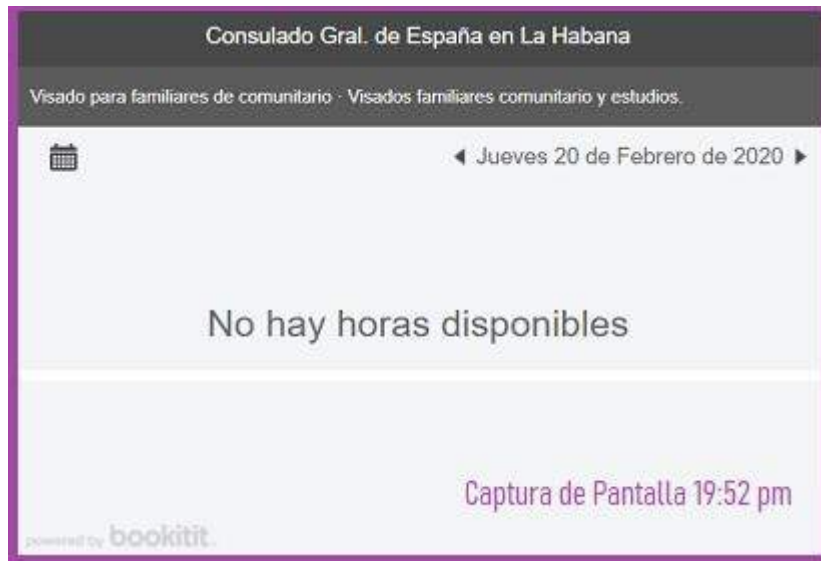 Consulado Gral. de España en La Habana
Visado para familiares de comunitario · Visados familiares comunitario y estudios.
Jueves 20 de Febrero de 2020
No hay horas disponibles
Captura de Pantalla 19:52 pm
powered by bookitit.